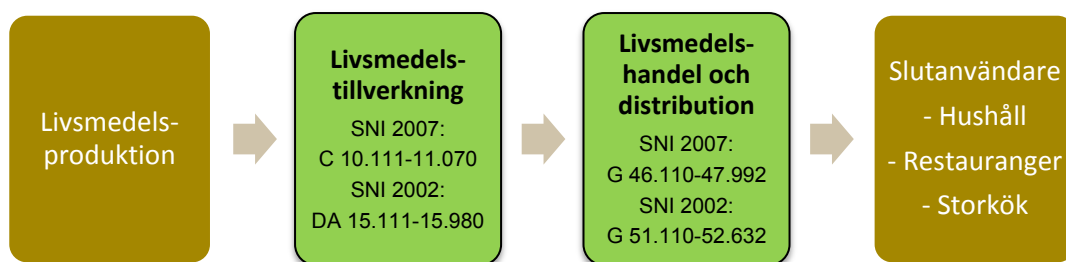 Livsmedels-
produktion
Livsmedels-
tillverkning
SNI 2007:
C 10.111-11.070
SNI 2002:
DA 15.111-15.980
Livsmedels-
handel och
distribution
SNI 2007:
G 46.110-47.992
SNI 2002:
G 51.110-52.632
Slutanvändare
- Hushåll
- Restauranger
- Storkök